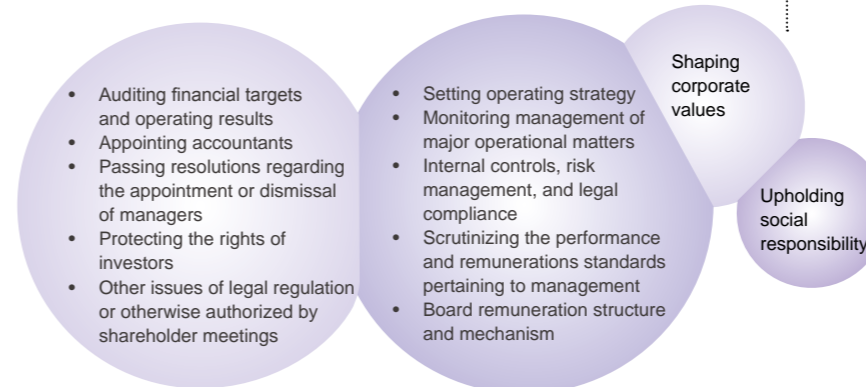 • Auditing financial targets
and operating results
• Appointing accountants
• Passing resolutions regarding
the appointment or dismissal
of managers
• Protecting the rights of
investors
• Other issues of legal regulation
or otherwise authorized by
shareholder meetings
• Setting operating strategy
• Monitoring management of
major operational matters
• Internal controls, risk
management, and legal
compliance
• Scrutinizing the performance
and remunerations standards
pertaining to management
• Board remuneration structure
and mechanism
Shaping
corporate
values
Upholding
social
responsibility